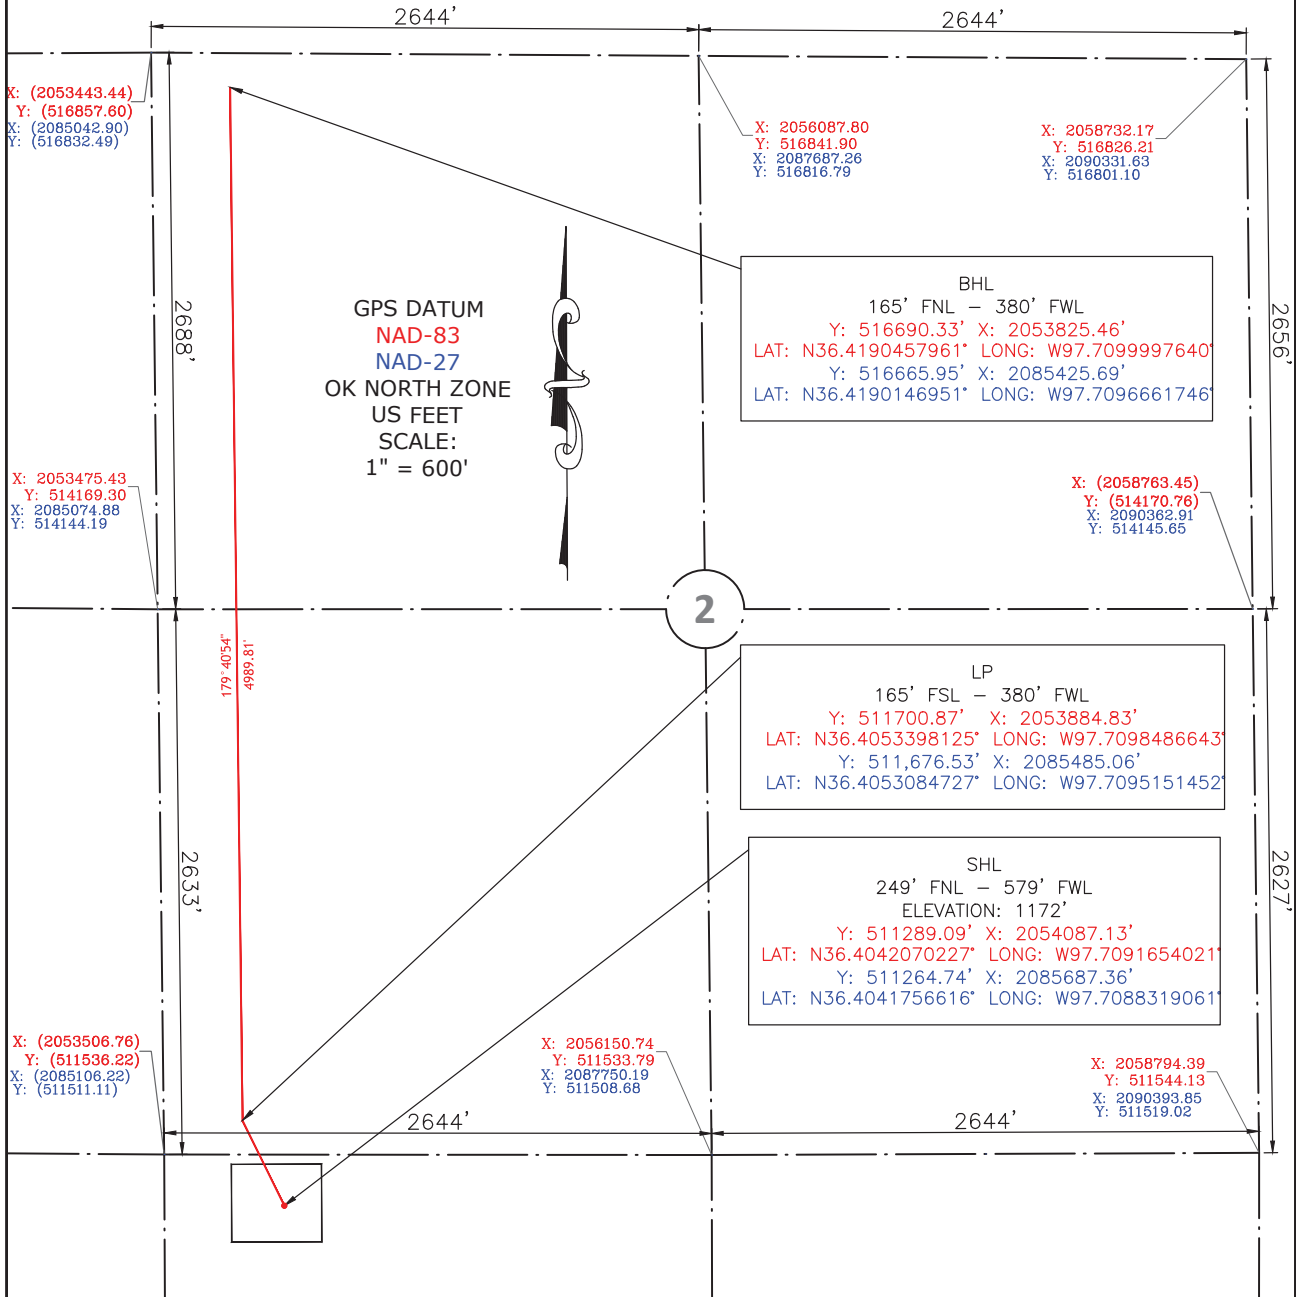 2644'
2644'
X: (2053443.44)
Y: (516857.60)
X: (2085042.90)
Y: (516832.49)
X: 2056087.80
Y: 516841.90
X: 2087687.26
Y: 516816.79
X: 2058732.17
Y: 516826.21
X: 2090331.63
Y: 516801.10
BHL
165' FNL – 380' FWL
Y: 516690.33' X: 2053825.46'
LAT: N36.4190457961° LONG: W97.7099997640°
Y: 516665.95' X: 2085425.69'
LAT: N36.4190146951° LONG: W97.7096661746°
2688'
2656'
GPS DATUM
NAD-83
NAD-27
OK NORTH ZONE
US FEET
SCALE:
1" = 600'
X: 2053475.43
Y: 514169.30
X: 2085074.88
Y: 514144.19
X: (2058763.45)
Y: (514170.76)
X: 2090362.91
Y: 514145.65
2
179°40'54"
4989.81'
LP
165' FSL – 380' FWL
Y: 511700.87' X: 2053884.83'
LAT: N36.4053398125° LONG: W97.7098486643°
Y: 511,676.53' X: 2085485.06'
LAT: N36.4053084727° LONG: W97.7095151452°
2633'
2627'
SHL
249' FNL – 579' FWL
ELEVATION: 1172'
Y: 511289.09' X: 2054087.13'
LAT: N36.4042070227° LONG: W97.7091654021°
Y: 511264.74' X: 2085687.36'
LAT: N36.4041756616° LONG: W97.7088319061°
X: (2053506.76)
Y: (511536.22)
X: (2085106.22)
Y: (511511.11)
X: 2056150.74
Y: 511533.79
X: 2087750.19
Y: 511508.68
X: 2058794.39
Y: 511544.13
X: 2090393.85
Y: 511519.02
2644'
2644'